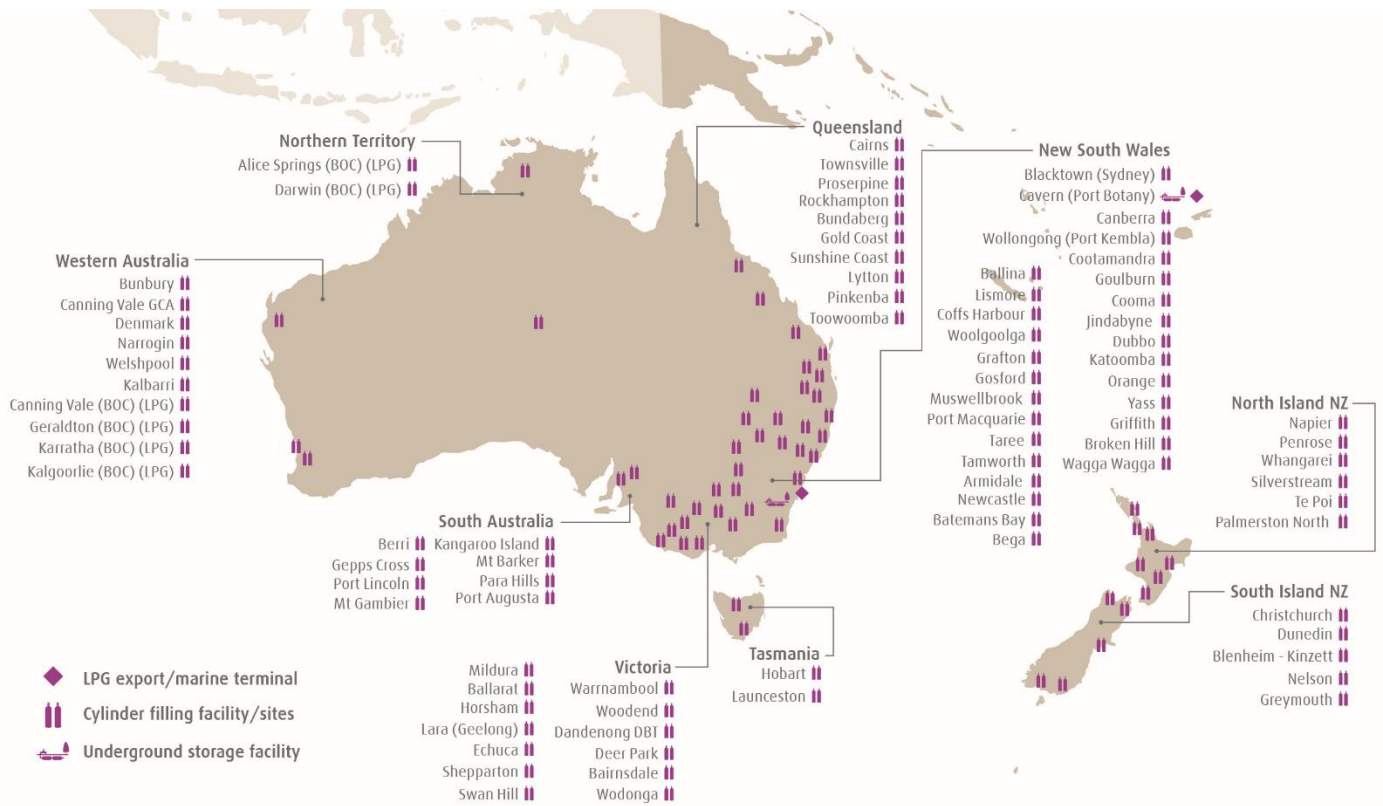 Northern Territory
Alice Springs (BOC) (LPG)
Darwin (BOC) (LPG)
Western Australia
Bunbury
Canning Vale GCA
Denmark
Narrogin
Welshpool
Kalbarri
Canning Vale (BOC) (LPG)
Geraldton (BOC) (LPG)
Karratha (BOC) (LPG)
Kalgoorlie (BOC) (LPG)
Queensland
Cairns
Townsville
Proserpine
Rockhampton
Bundaberg
Gold Coast
Sunshine Coast
Lytton
Pinkenba
Toowoomba
New South Wales
Blacktown (Sydney)
Cavern (Port Botany)
Canberra
Wollongong (Port Kembla)
Cootamandra
Goulburn
Cooma
Jindabyne
Dubbo
Katoomba
Orange
Yass
Griffith
Broken Hill
Wagga Wagga
Ballina
Lismore
Coffs Harbour
Woolgoolga
Grafton
Gosford
Muswellbrook
Port Macquarie
Taree
Tamworth
Armidale
Newcastle
Batemans Bay
Bega
North Island NZ
Napier
Penrose
Whangarei
Silverstream
Te Poi
Palmerston North
South Island NZ
Christchurch
Dunedin
Blenheim - Kinzett
Nelson
Greymouth
South Australia
Berri
Gepps Cross
Port Lincoln
Mt Gambier
Kangaroo Island
Mt Barker
Para Hills
Port Augusta
Tasmania
Hobart
Launceston
Victoria
Mildura
Ballarat
Horsham
Lara (Geelong)
Echuca
Shepparton
Swan Hill
Warrnambool
Woodend
Dandenong DBT
Deer Park
Bairnsdale
Wodonga
LPG export/marine terminal
Cylinder filling facility/sites
Underground storage facility